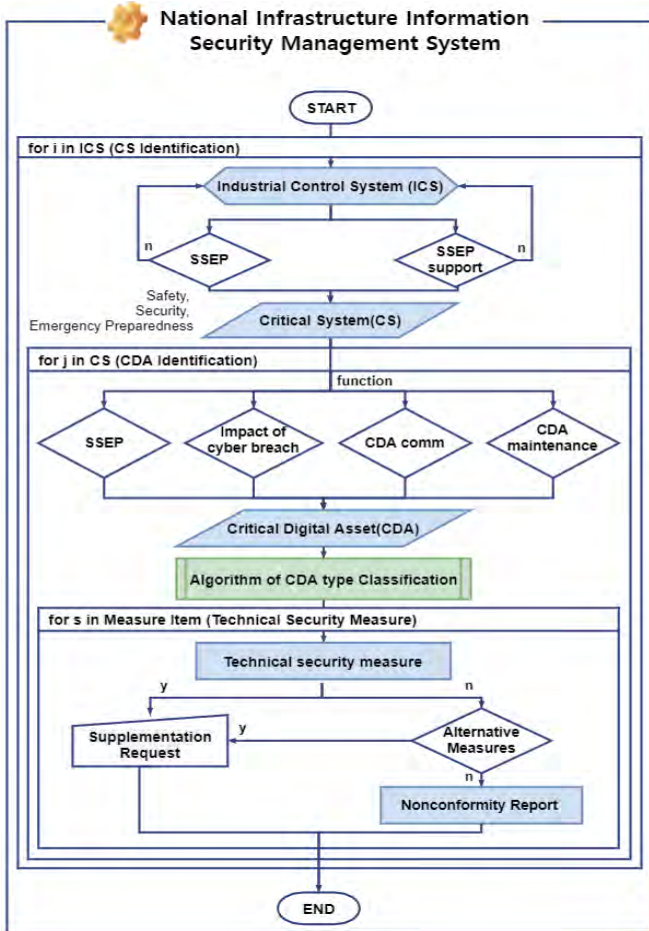 National Infrastructure Information
Security Management System
START
for i in ICS (CS Identification)
Industrial Control System (ICS)
n
SSEP
SSEP
support
n
Safety,
Security,
Emergency Preparedness
Critical System(CS)
for j in CS (CDA Identification)
function
SSEP
Impact of
cyber breach
CDA comm
CDA
maintenance
Critical Digital Asset(CDA)
Algorithm of CDA type Classification
for s in Measure Item (Technical Security Measure)
Technical security measure
y
n
Supplementation
Request
y
Alternative
Measures
n
Nonconformity Report
END